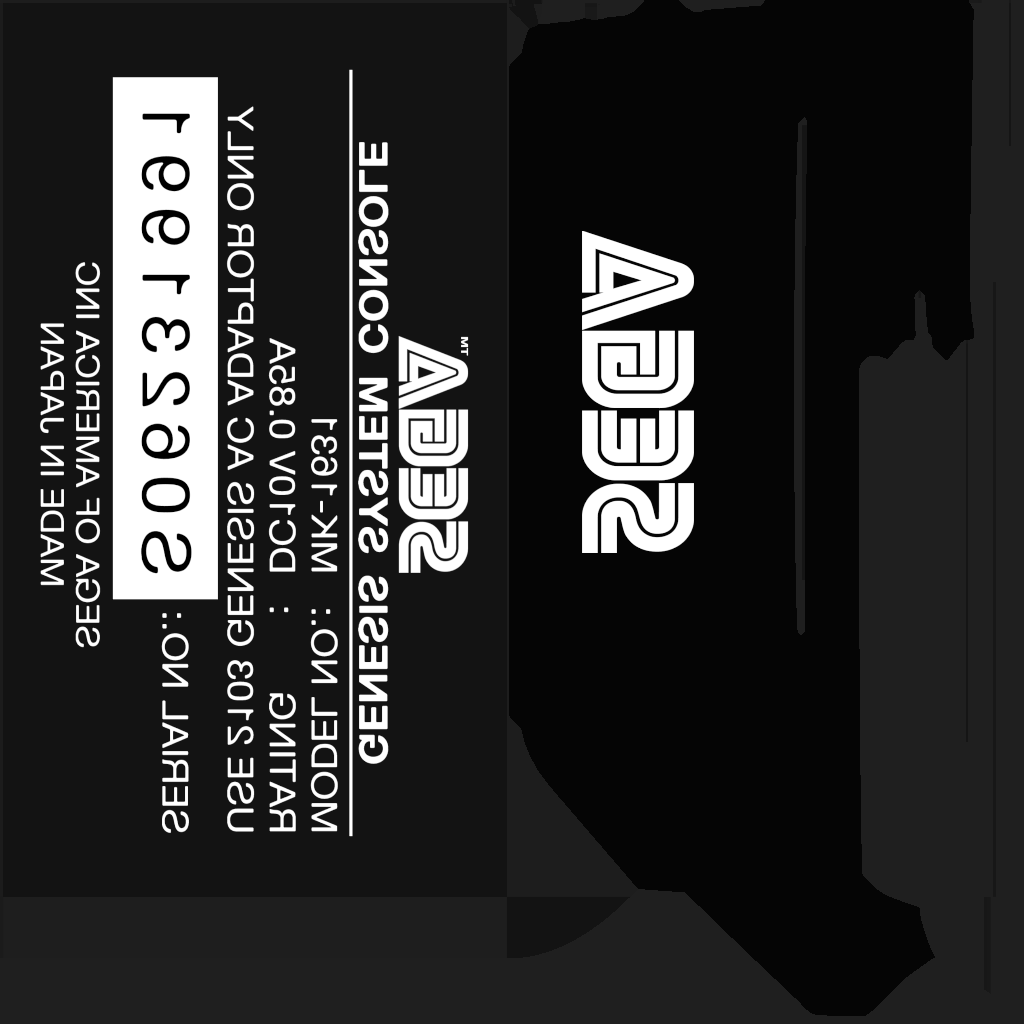 SEGA™
GENESIS SYSTEM CONSOLE
MODEL NO.: MK-1631
RATING : DC10V 0.85A
USE 2103 GENESIS AC ADAPTOR ONLY
SERIAL NO.: S06231661
SEGA OF AMERICA INC
MADE IN JAPAN
SEGA